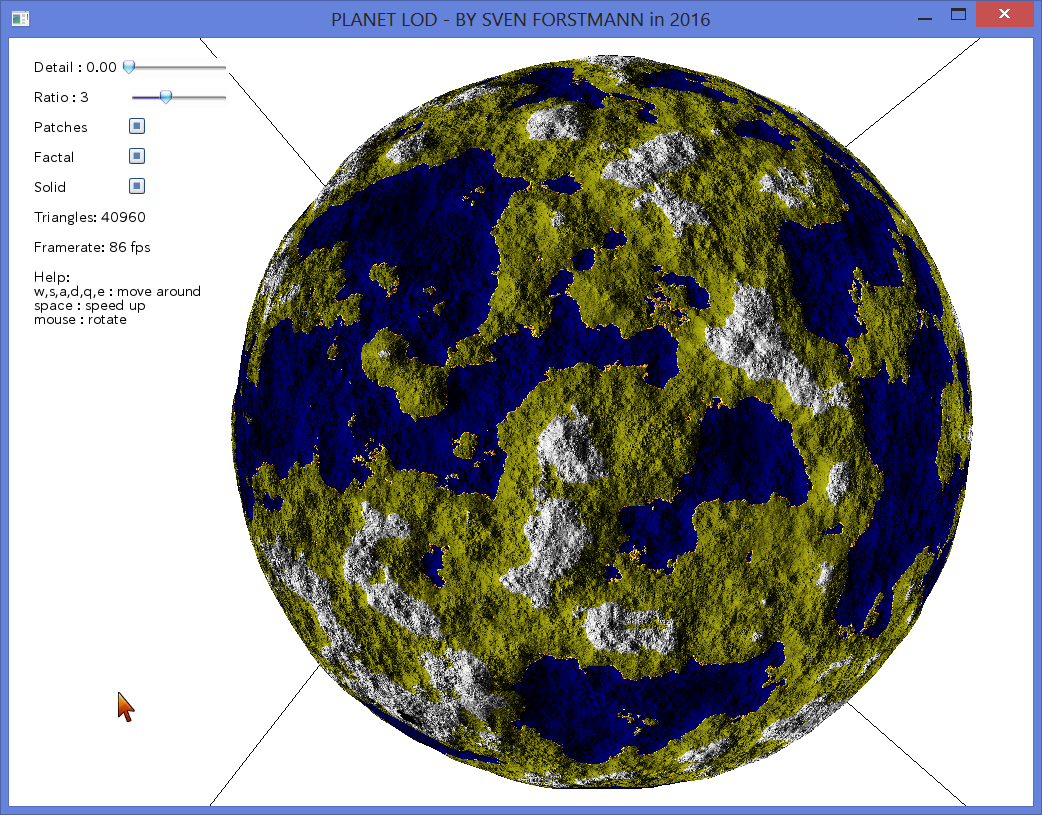 PLANET LOD - BY SVEN FORSTMANN in 2016
Detail : 0.00
Ratio : 3
Patches
Factal
Solid
Triangles: 40960
Framerate: 86 fps
Help:
w,s,a,d,q,e : move around
space : speed up
mouse : rotate